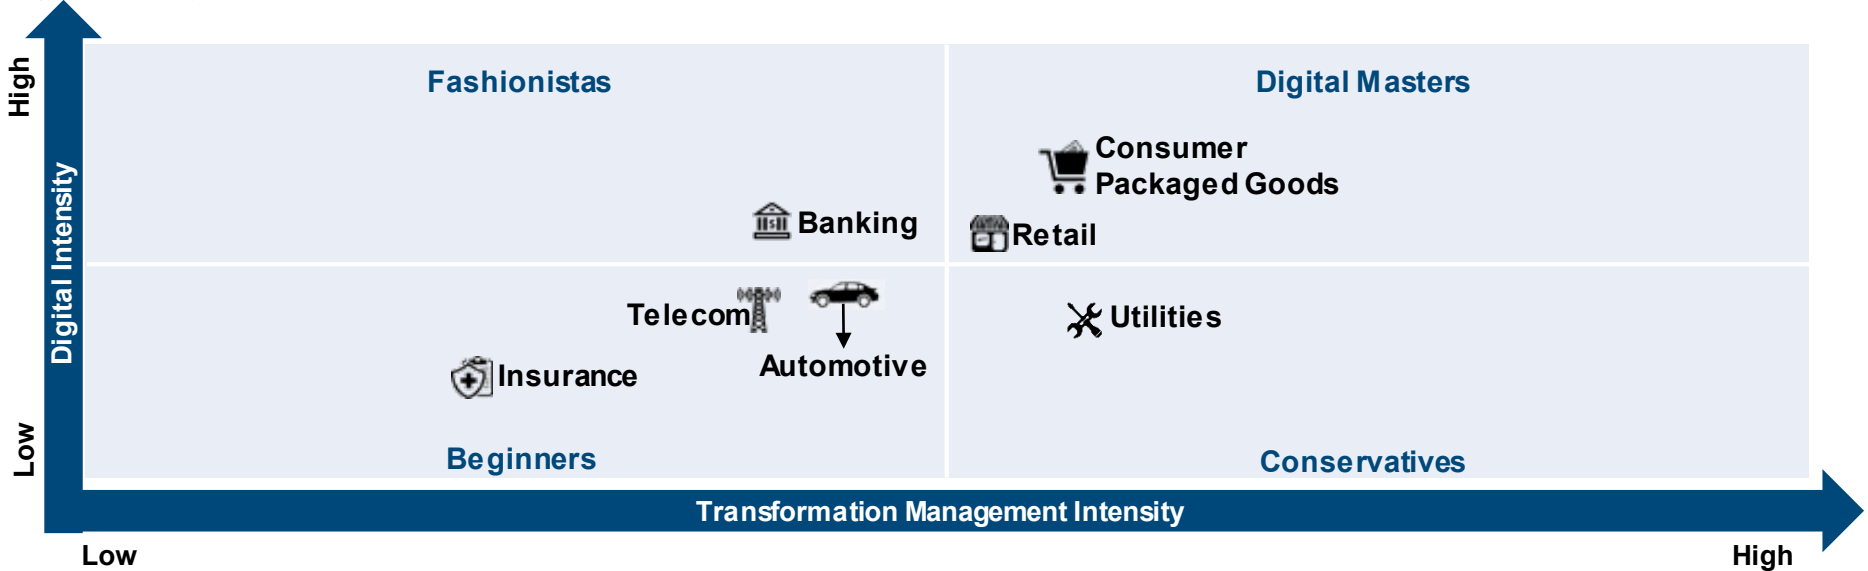 High
Fashionistas
Digital Masters
Consumer
Packaged Goods
Banking
Retail
Digital Intensity
Telecom
Utilities
Automotive
Insurance
Low
Beginners
Conservatives
Transformation Management Intensity
Low
High